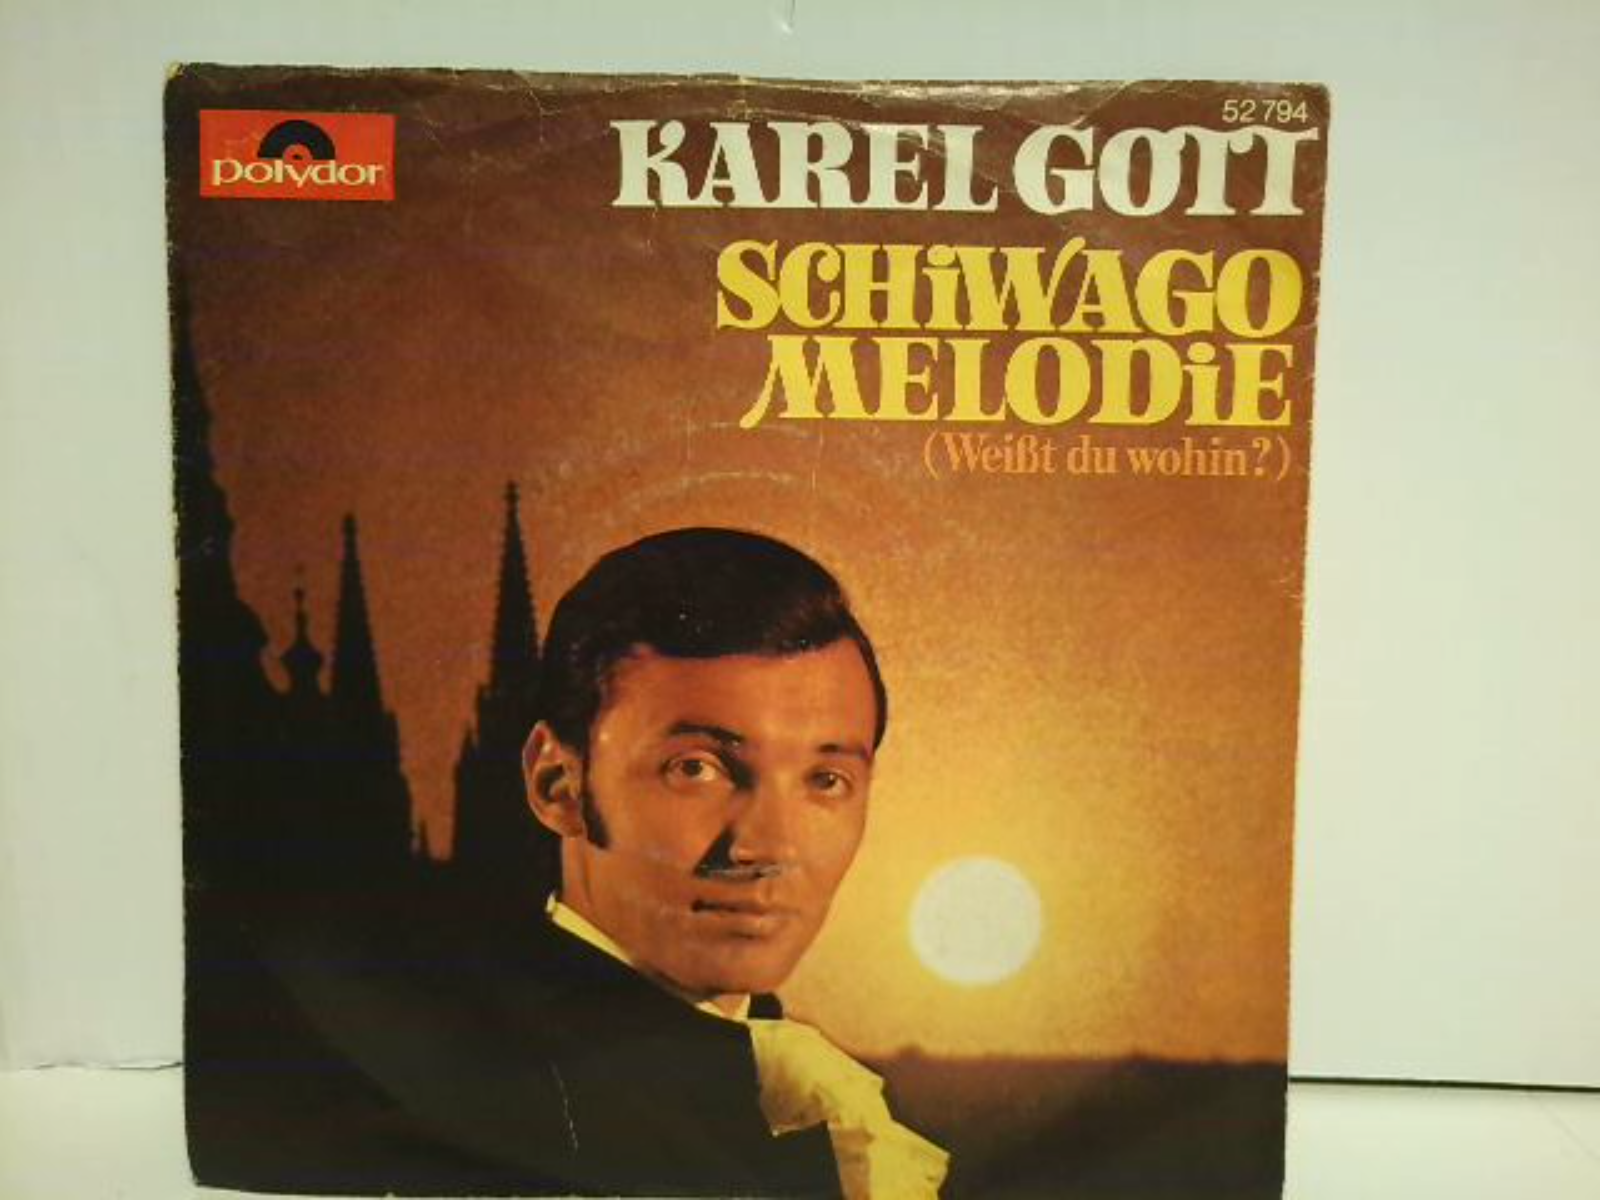 52 794
polydor
KAREL GOTT
SCHiWAGO
MELODiE
(Weißt du wohin?)